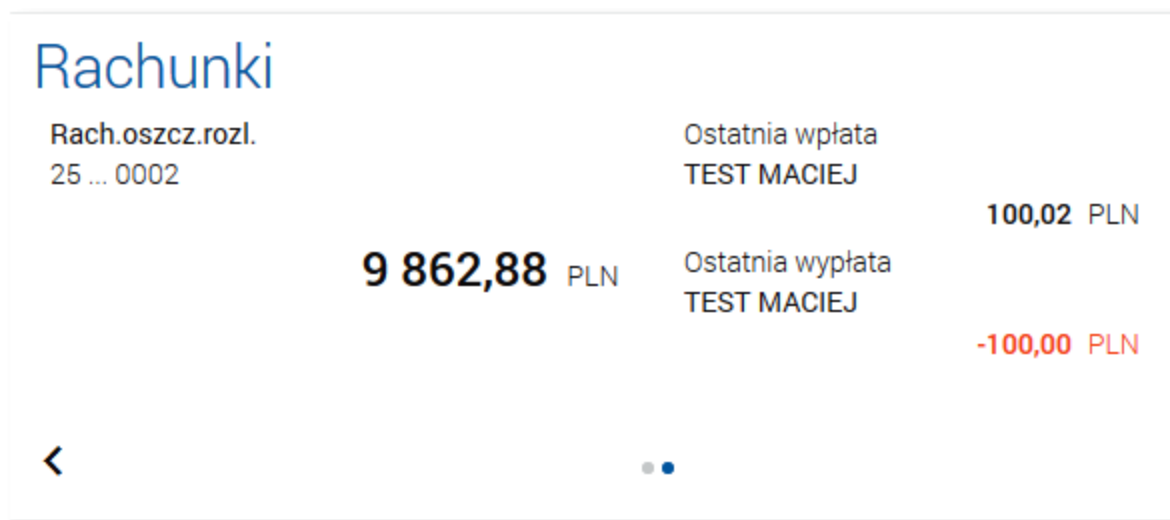 Rachunki
Rach.oszcz.rozl.
25 ... 0002
9 862,88 PLN
Ostatnia wpłata
TEST MACIEJ
100,02 PLN
Ostatnia wypłata
TEST MACIEJ
-100,00 PLN